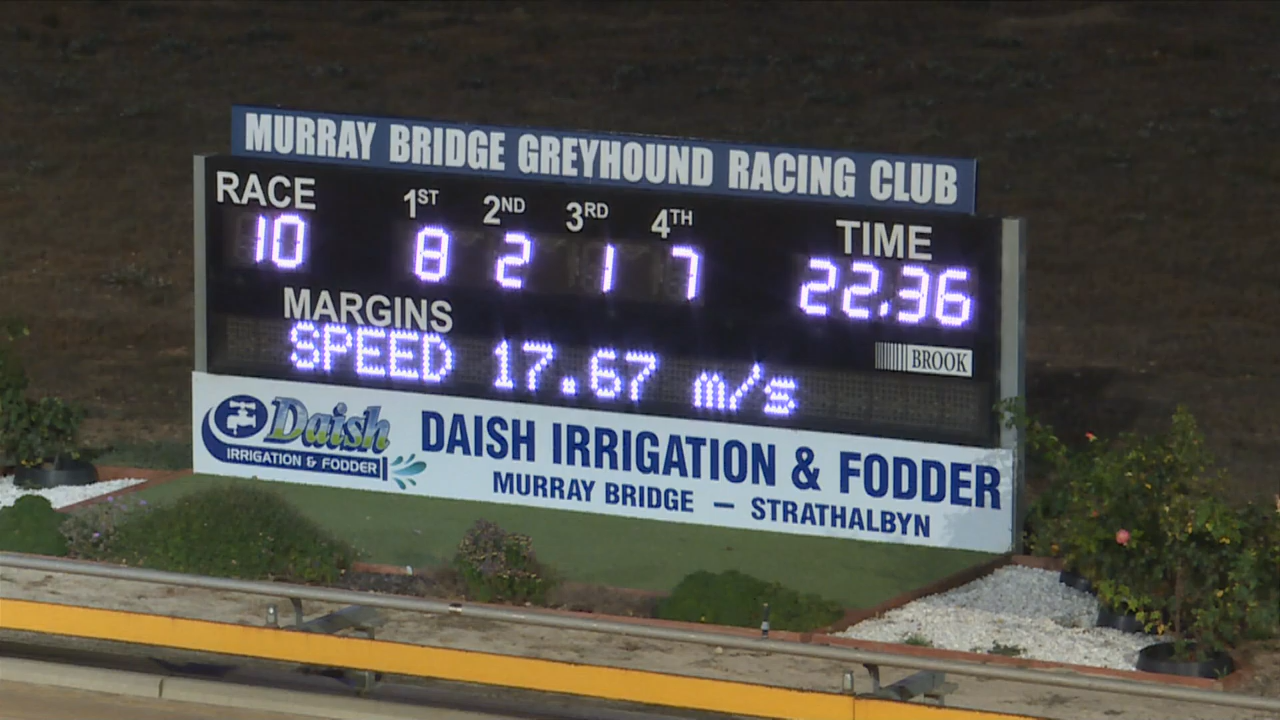 MURRAY BRIDGE GREYHOUND RACING CLUB
RACE 1ST 2ND 3RD 4TH TIME
10 8 2 1 7 22.36
MARGINS
SPEED 17.67 m/s
BROOK
Daish
IRRIGATION & FODDER
DAISH IRRIGATION & FODDER
MURRAY BRIDGE – STRATHALBYN